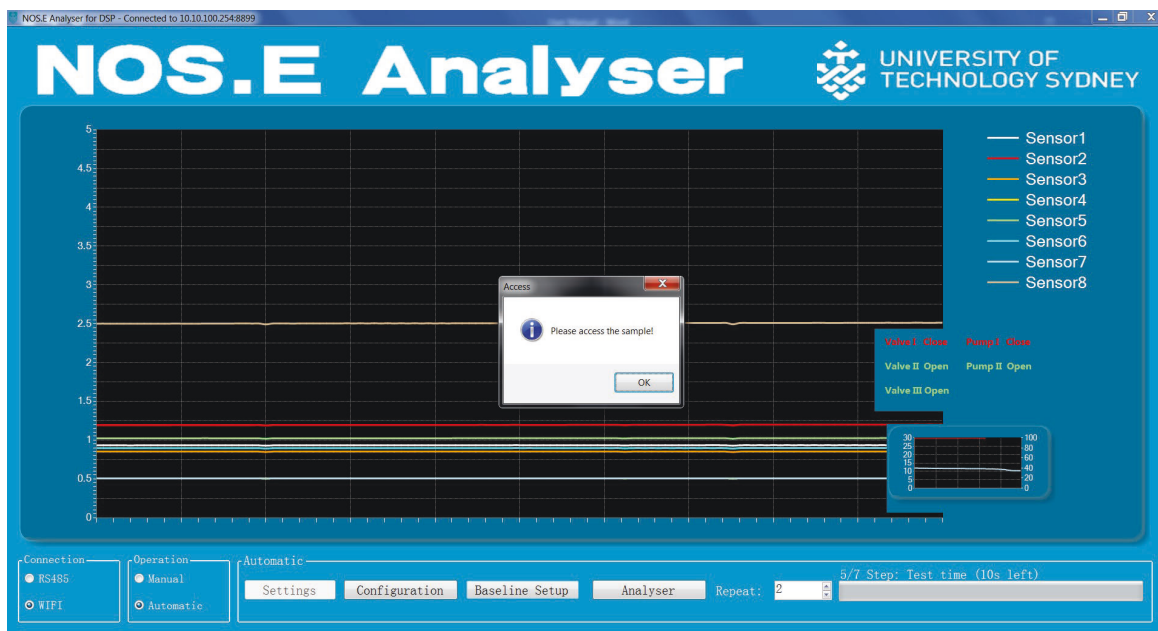 NOS.E Analyser for DSP - Connected to 10.10.100.254:8899
User Manual - Word
NOS.E Analyser
UNIVERSITY OF
TECHNOLOGY SYDNEY
5
4.5
4
3.5
3
2.5
2
1.5
1
0.5
0
Sensor1
Sensor2
Sensor3
Sensor4
Sensor5
Sensor6
Sensor7
Sensor8
Access
Please access the sample!
OK
Valve I Close Pump I Close
Valve II Open Pump II Open
Valve III Open
30
25
20
15
10
5
0
100
80
60
40
20
0
Connection
RS485
WIFI
Operation
Manual
Automatic
Automatic
Settings Configuration Baseline Setup Analyser Repeat: 2
5/7 Step: Test time (10s left)